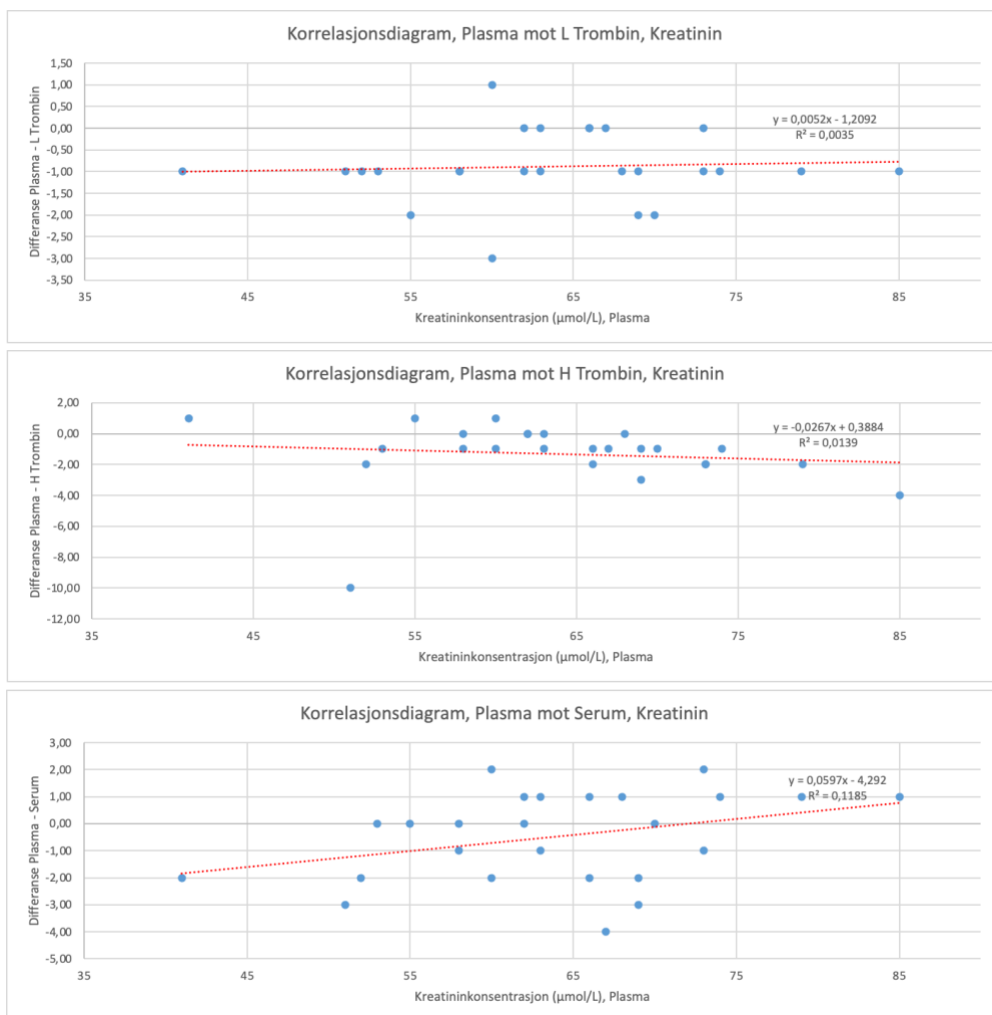 Korrelasjonsdiagram, Plasma mot L Trombin, Kreatinin
Differanse Plasma - L Trombin
1,50
1,00
0,50
0,00
-0,50
-1,00
-1,50
-2,00
-2,50
-3,00
-3,50
y = 0,0052x - 1,2092
R² = 0,0035
35 55 65 75 85
Kreatininkonsentrasjon (µmol/L), Plasma
Korrelasjonsdiagram, Plasma mot H Trombin, Kreatinin
Differanse Plasma - H Trombin
2,00
0,00
-2,00
-4,00
-6,00
-8,00
-10,00
-12,00
y = -0,0267x + 0,3884
R² = 0,0139
35 45 55 65 75 85
Kreatininkonsentrasjon (µmol/L), Plasma
Korrelasjonsdiagram, Plasma mot Serum, Kreatinin
Differanse Plasma - Serum
3,00
2,00
1,00
0,00
-1,00
-2,00
-3,00
-4,00
-5,00
y = 0,0597x - 4,292
R² = 0,1185
35 55 65 75 85
Kreatininkonsentrasjon (µmol/L), Plasma